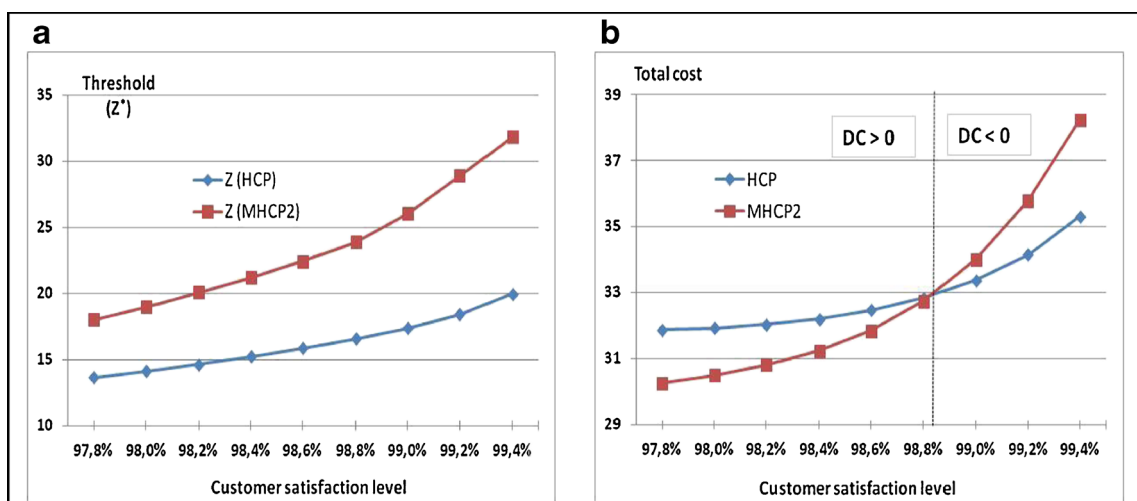 a
Threshold
(Z*)
35
30
25
20
15
10
Z (HCP)
Z (MHCP2)
97,8% 98,0% 98,2% 98,4% 98,6% 98,8% 99,0% 99,2% 99,4%
Customer satisfaction level
b
Total cost
39
37
35
33
31
29
DC > 0
DC < 0
HCP
MHCP2
97,8% 98,0% 98,2% 98,4% 98,6% 98,8% 99,0% 99,2% 99,4%
Customer satisfaction level